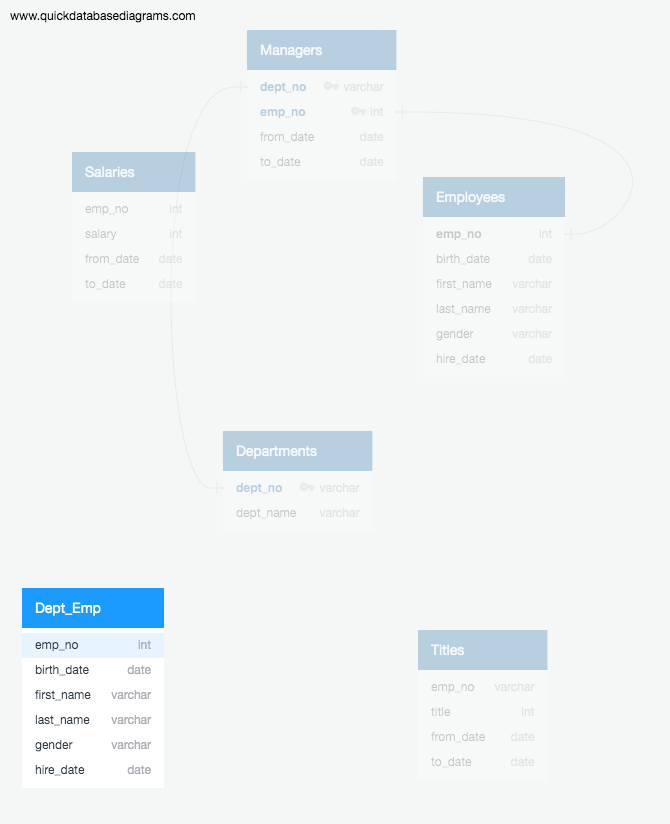 www.quickdatabasediagrams.com
Managers
dept_no varchar
emp_no int
from_date date
to_date date
Salaries
emp_no int
salary int
from_date date
to_date date
Employees
emp_no int
birth_date date
first_name varchar
last_name varchar
gender varchar
hire_date date
Departments
dept_no varchar
dept_name varchar
Dept_Emp
emp_no int
birth_date date
first_name varchar
last_name varchar
gender varchar
hire_date date
Titles
emp_no varchar
title int
from_date date
to_date date